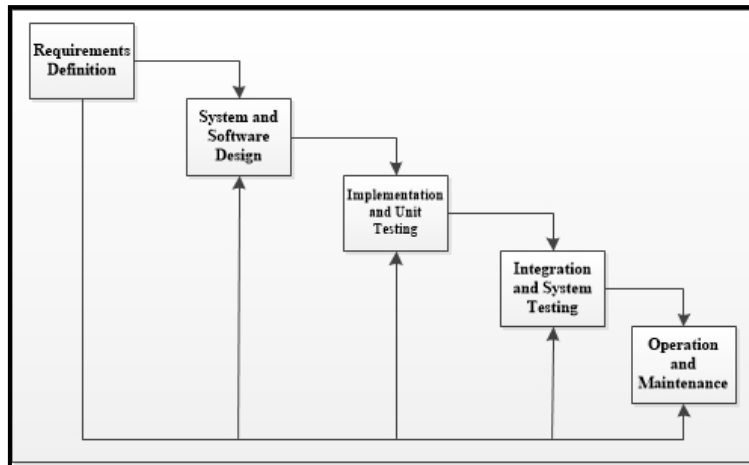 Requirements
Definition
System and
Software
Design
Implementation
and Unit
Testing
Integration
and System
Testing
Operation
and
Maintenance